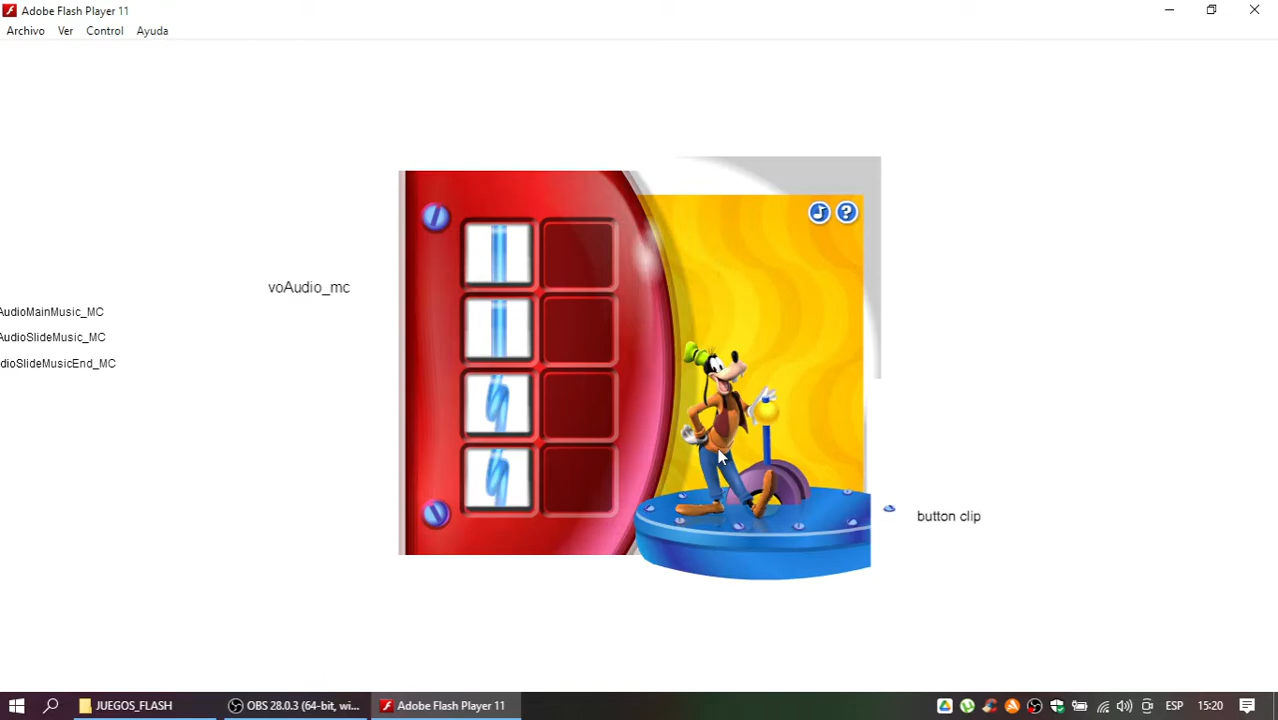 Adobe Flash Player 11
Archivo Ver Control Ayuda
?
voAudio_mc
AudioMainMusic_MC
AudioSlideMusic_MC
dioSlideMusicEnd_MC
button clip
JUEGOS_FLASH
OBS 28.0.3 (64-bit, wi...
Adobe Flash Player 11
ESP
15:20